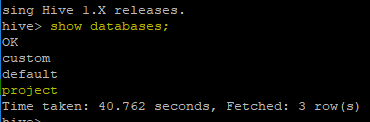 sing Hive 1.X releases.
hive> show databases;
OK
custom
default
project
Time taken: 40.762 seconds, Fetched: 3 row(s)
hive>